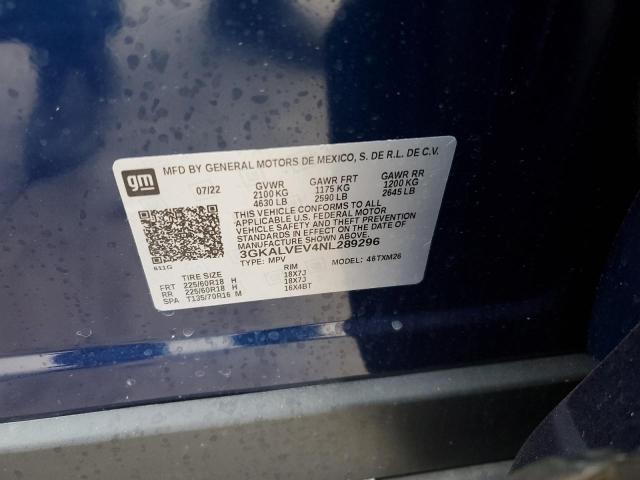 gm
MFD BY GENERAL MOTORS DE MEXICO, S. DE R.L. DE C.V.
07/22 GVWR GAWR FRT GAWR RR
2100 KG 1175 KG 1200 KG
4630 LB 2590 LB 2645 LB
THIS VEHICLE CONFORMS TO ALL
APPLICABLE U.S. FEDERAL MOTOR
VEHICLE SAFETY AND THEFT PREVENTION
STANDARDS IN EFFECT ON THE DATE OF
MANUFACTURE SHOWN ABOVE.
3GKALVEV4NL289296
611G TYPE: MPV MODEL: 46TXM26
TIRE SIZE RIM
FRT 225/60R18 H 18X7J
RR 225/60R18 H 18X7J
SPA T135/70R16 M 16X4BT